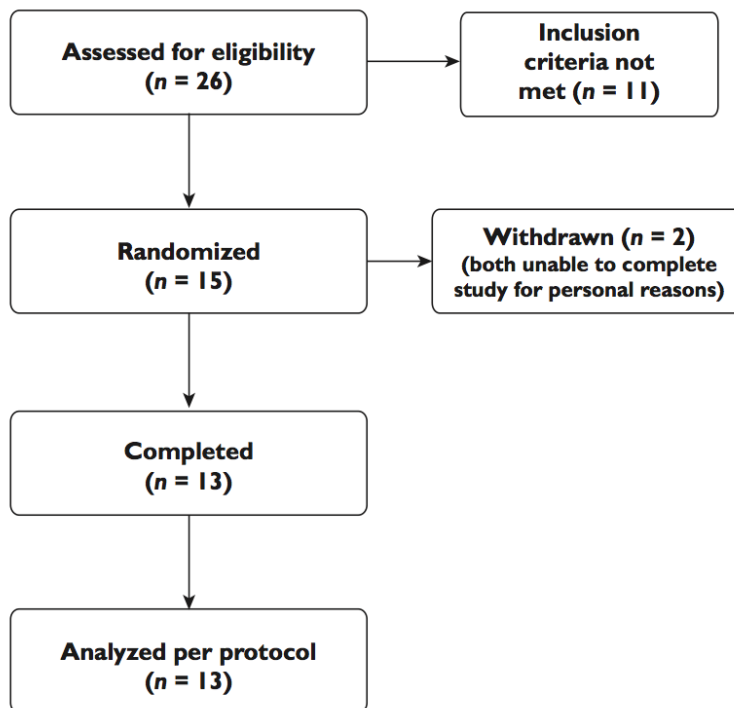 Assessed for eligibility
(n = 26)
Inclusion
criteria not
met (n = 11)
Randomized
(n = 15)
Withdrawn (n = 2)
(both unable to complete
study for personal reasons)
Completed
(n = 13)
Analyzed per protocol
(n = 13)